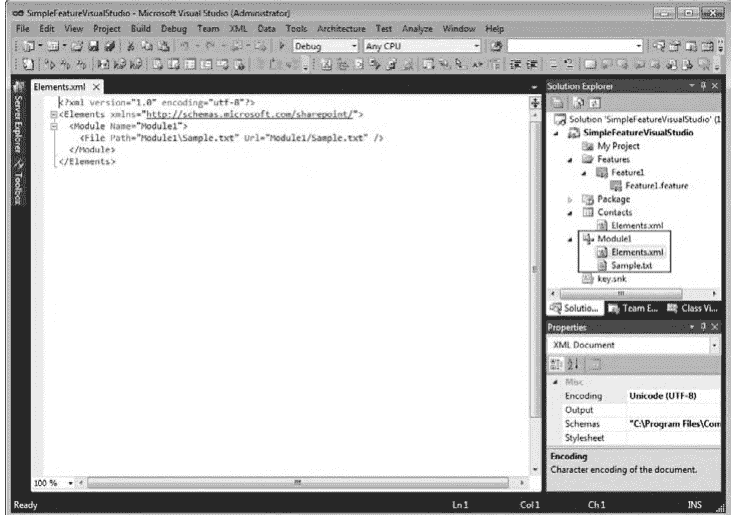 SimpleFeatureVisualStudio - Microsoft Visual Studio (Administrator)
File Edit View Project Build Debug Team XML Data Tools Architecture Test Analyze Window Help
Debug Any CPU
Server Explorer
Toolbox
Elements.xml
<?xml version="1.0" encoding="utf-8"?>
<Elements xmlns="http://schemas.microsoft.com/sharepoint/">
<Module Name="Module1">
<File Path="Module1\Sample.txt" Url="Module1/Sample.txt" />
</Module>
</Elements>
100 %
Solution Explorer
Solution 'SimpleFeatureVisualStudio' (1
SimpleFeatureVisualStudio
My Project
Features
Feature1
Feature1.feature
Package
Contacts
Elements.xml
Module1
Elements.xml
Sample.txt
key.snk
Solutio... Team E... Class Vi...
Properties
XML Document
Misc
Encoding Unicode (UTF-8)
Output
Schemas "C:\Program Files\Com
Stylesheet
Encoding
Character encoding of the document.
Ready Ln 1 Col 1 Ch 1 INS